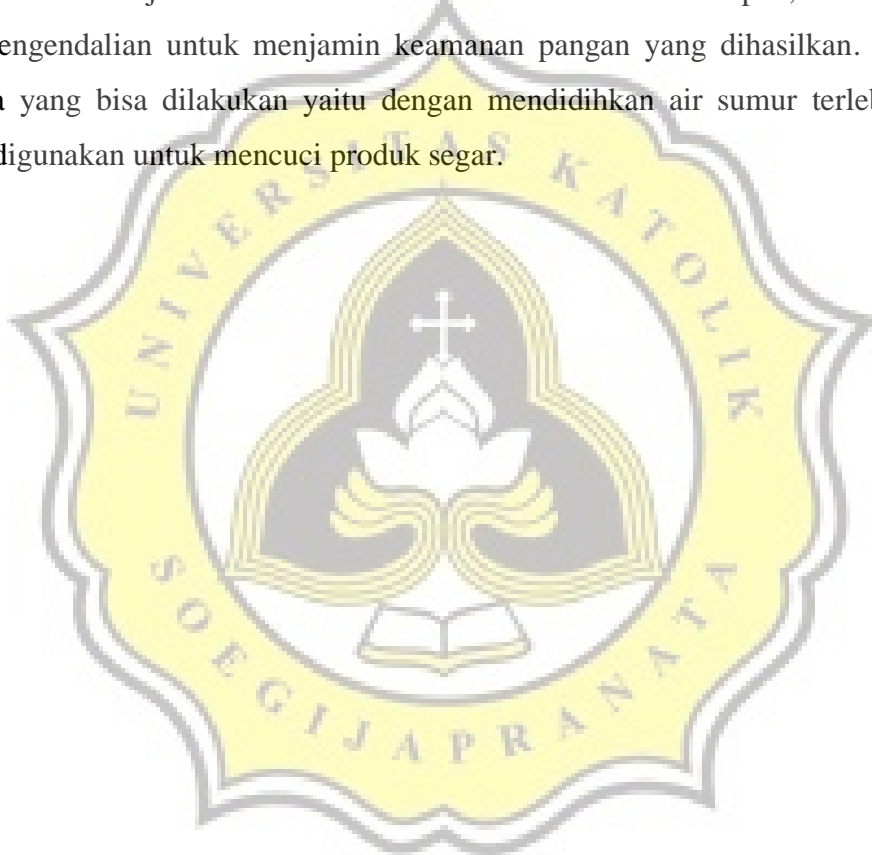 engendalian untuk menjamin keamanan pangan yang dihasilkan.
yang bisa dilakukan yaitu dengan mendidihkan air sumur terleb
digunakan untuk mencuci produk segar.
UNIVERSITAS KATOLIK
SOEGIJAPRANATA